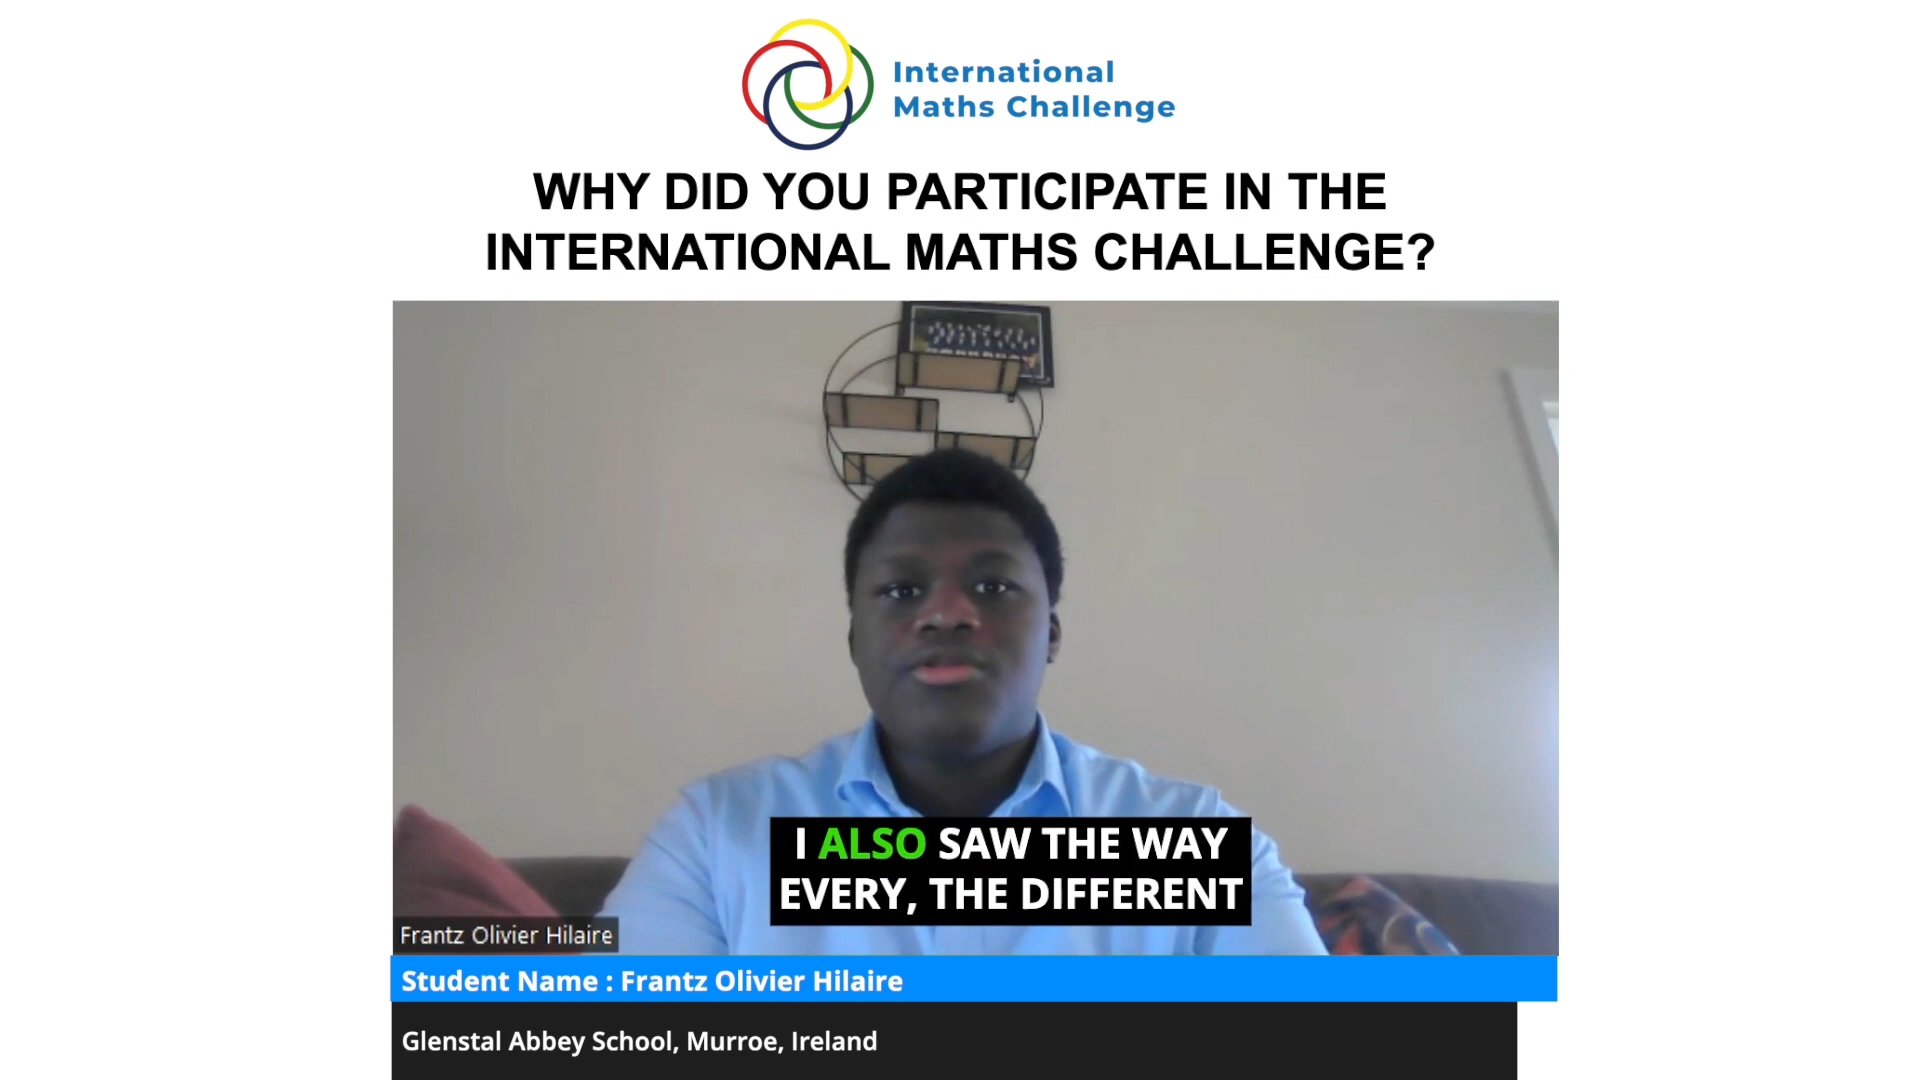 International
Maths Challenge
WHY DID YOU PARTICIPATE IN THE
INTERNATIONAL MATHS CHALLENGE?
I ALSO SAW THE WAY
EVERY, THE DIFFERENT
Frantz Olivier Hilaire
Student Name : Frantz Olivier Hilaire
Glenstal Abbey School, Murroe, Ireland